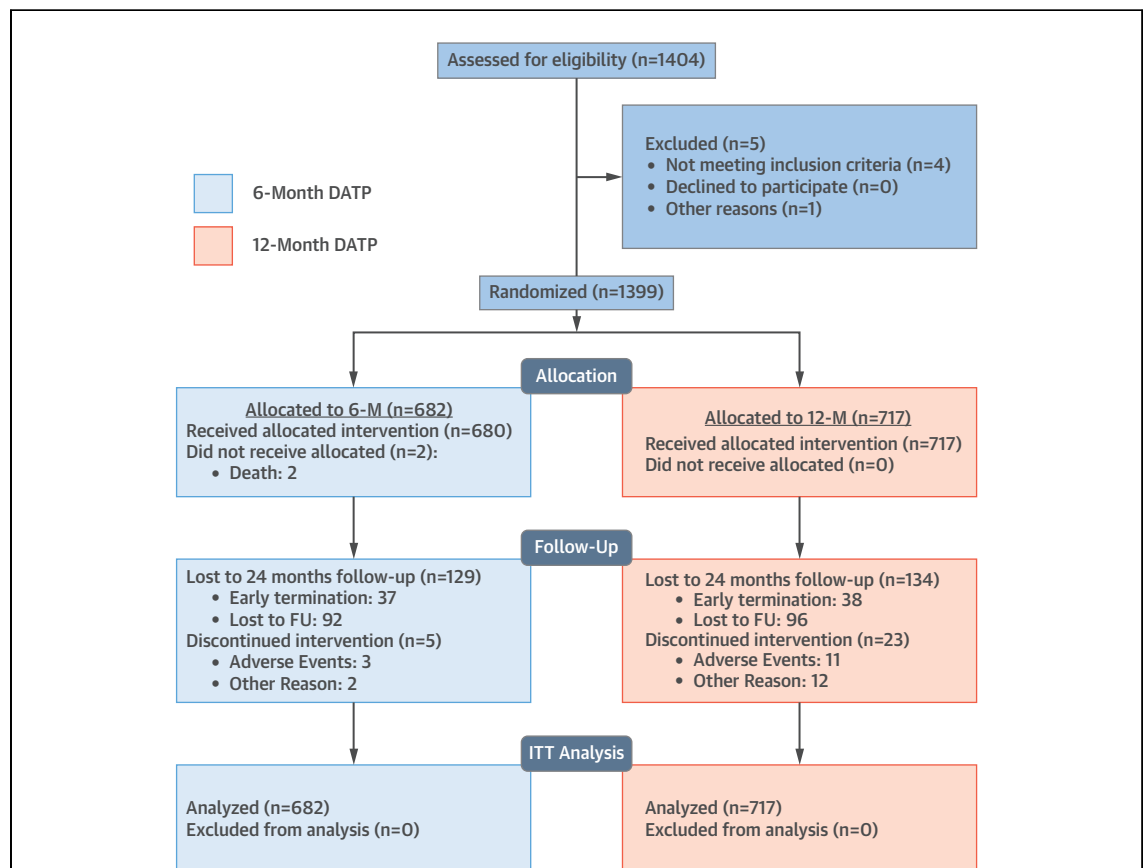 Assessed for eligibility (n=1404)
Excluded (n=5)
• Not meeting inclusion criteria (n=4)
• Declined to participate (n=0)
• Other reasons (n=1)
6-Month DATP
12-Month DATP
Randomized (n=1399)
Allocation
Allocated to 6-M (n=682)
Received allocated intervention (n=680)
Did not receive allocated (n=2):
• Death: 2
Allocated to 12-M (n=717)
Received allocated intervention (n=717)
Did not receive allocated (n=0)
Follow-Up
Lost to 24 months follow-up (n=129)
• Early termination: 37
• Lost to FU: 92
Discontinued intervention (n=5)
• Adverse Events: 3
• Other Reason: 2
Lost to 24 months follow-up (n=134)
• Early termination: 38
• Lost to FU: 96
Discontinued intervention (n=23)
• Adverse Events: 11
• Other Reason: 12
ITT Analysis
Analyzed (n=682)
Excluded from analysis (n=0)
Analyzed (n=717)
Excluded from analysis (n=0)